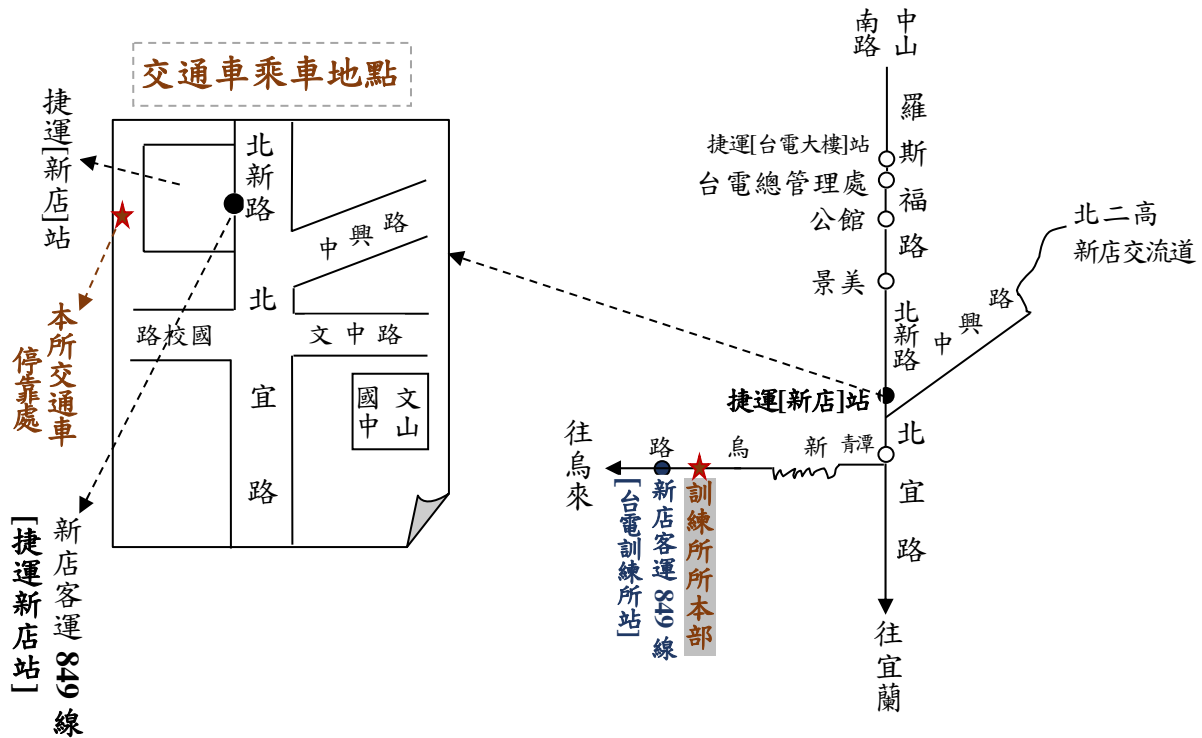 交通車乘車地點
捷運[新店]站
北新路
中興路
北宜路
路校國
文中路
文山
國中
本所交通車
停靠處
新店客運 849 線
[捷運新店站]
中山
南路
羅斯福路
捷運[台電大樓]站
台電總管理處
公館
景美
北新路
中興路
北二高
新店交流道
捷運[新店]站
青潭
北宜路
往宜蘭
路 烏 新
往烏來
訓練所所本部
新店客運 849 線
[台電訓練所站]